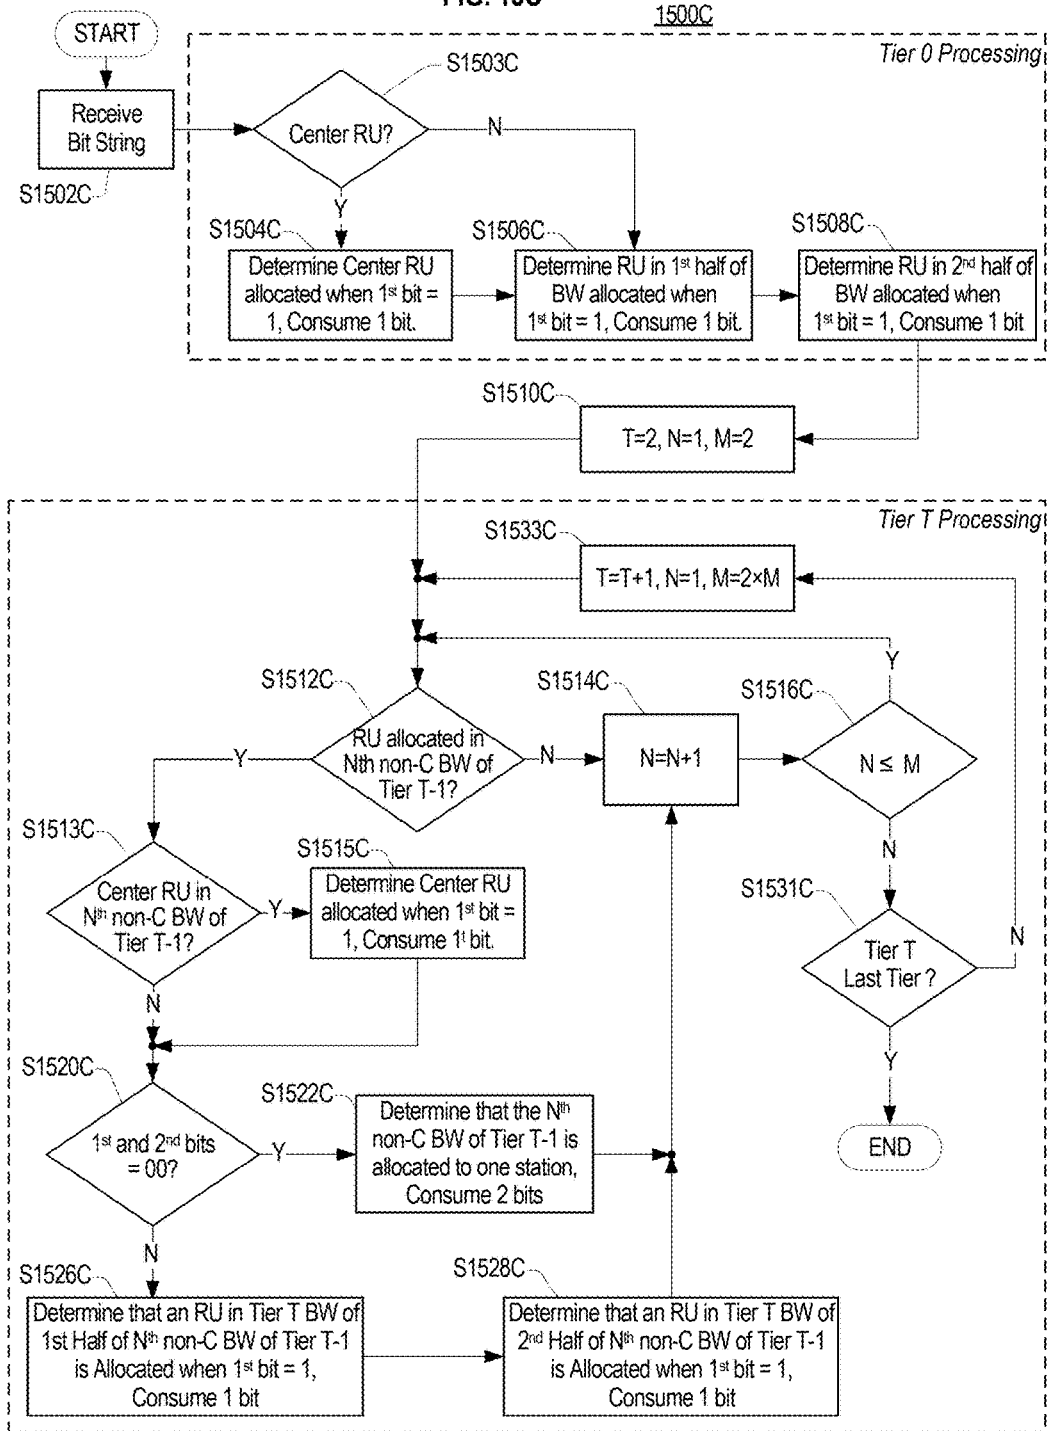 1500C
START
Tier 0 Processing
S1503C
Receive
Bit String
Center RU?
N
S1502C
Y
S1504C
S1506C
S1508C
Determine Center RU
allocated when 1st bit =
1, Consume 1 bit.
Determine RU in 1st half of
BW allocated when
1st bit = 1, Consume 1 bit.
Determine RU in 2nd half of
BW allocated when
1st bit = 1, Consume 1 bit
S1510C
T=2, N=1, M=2
Tier T Processing
S1533C
T=T+1, N=1, M=2×M
Y
S1512C
S1514C
S1516C
RU allocated in
Nth non-C BW of
Tier T-1?
Y
N
N=N+1
N ≤ M
S1513C
S1515C
N
Center RU in
Nth non-C BW of
Tier T-1?
Y
Determine Center RU
allocated when 1st bit =
1, Consume 1t bit.
S1531C
Tier T
Last Tier ?
N
N
S1520C
Y
1st and 2nd bits
= 00?
Y
S1522C
Determine that the Nth
non-C BW of Tier T-1 is
allocated to one station,
Consume 2 bits
END
N
S1526C
S1528C
Determine that an RU in Tier T BW of
1st Half of Nth non-C BW of Tier T-1
is Allocated when 1st bit = 1,
Consume 1 bit
Determine that an RU in Tier T BW of
2nd Half of Nth non-C BW of Tier T-1
is Allocated when 1st bit = 1,
Consume 1 bit